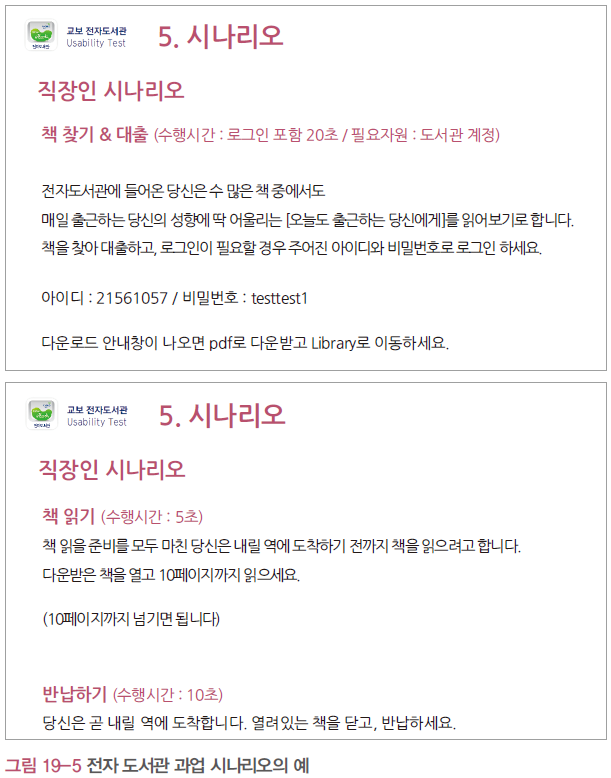 교보 전자도서관
Usability Test
5. 시나리오
직장인 시나리오
책 찾기 & 대출 (수행시간 : 로그인 포함 20초 / 필요자원 : 도서관 계정)
전자도서관에 들어온 당신은 수 많은 책 중에서도
매일 출근하는 당신의 성향에 딱 어울리는 [오늘도 출근하는 당신에게]를 읽어보기로 합니다.
책을 찾아 대출하고, 로그인이 필요할 경우 주어진 아이디와 비밀번호로 로그인 하세요.
아이디 : 21561057 / 비밀번호 : testtest1
다운로드 안내창이 나오면 pdf로 다운받고 Library로 이동하세요.
교보 전자도서관
Usability Test
5. 시나리오
직장인 시나리오
책 읽기 (수행시간 : 5초)
책 읽을 준비를 모두 마친 당신은 내릴 역에 도착하기 전까지 책을 읽으려고 합니다.
다운받은 책을 열고 10페이지까지 읽으세요.
(10페이지까지 넘기면 됩니다)
반납하기 (수행시간 : 10초)
당신은 곧 내릴 역에 도착합니다. 열려있는 책을 닫고, 반납하세요.
그림 19-5 전자 도서관 과업 시나리오의 예